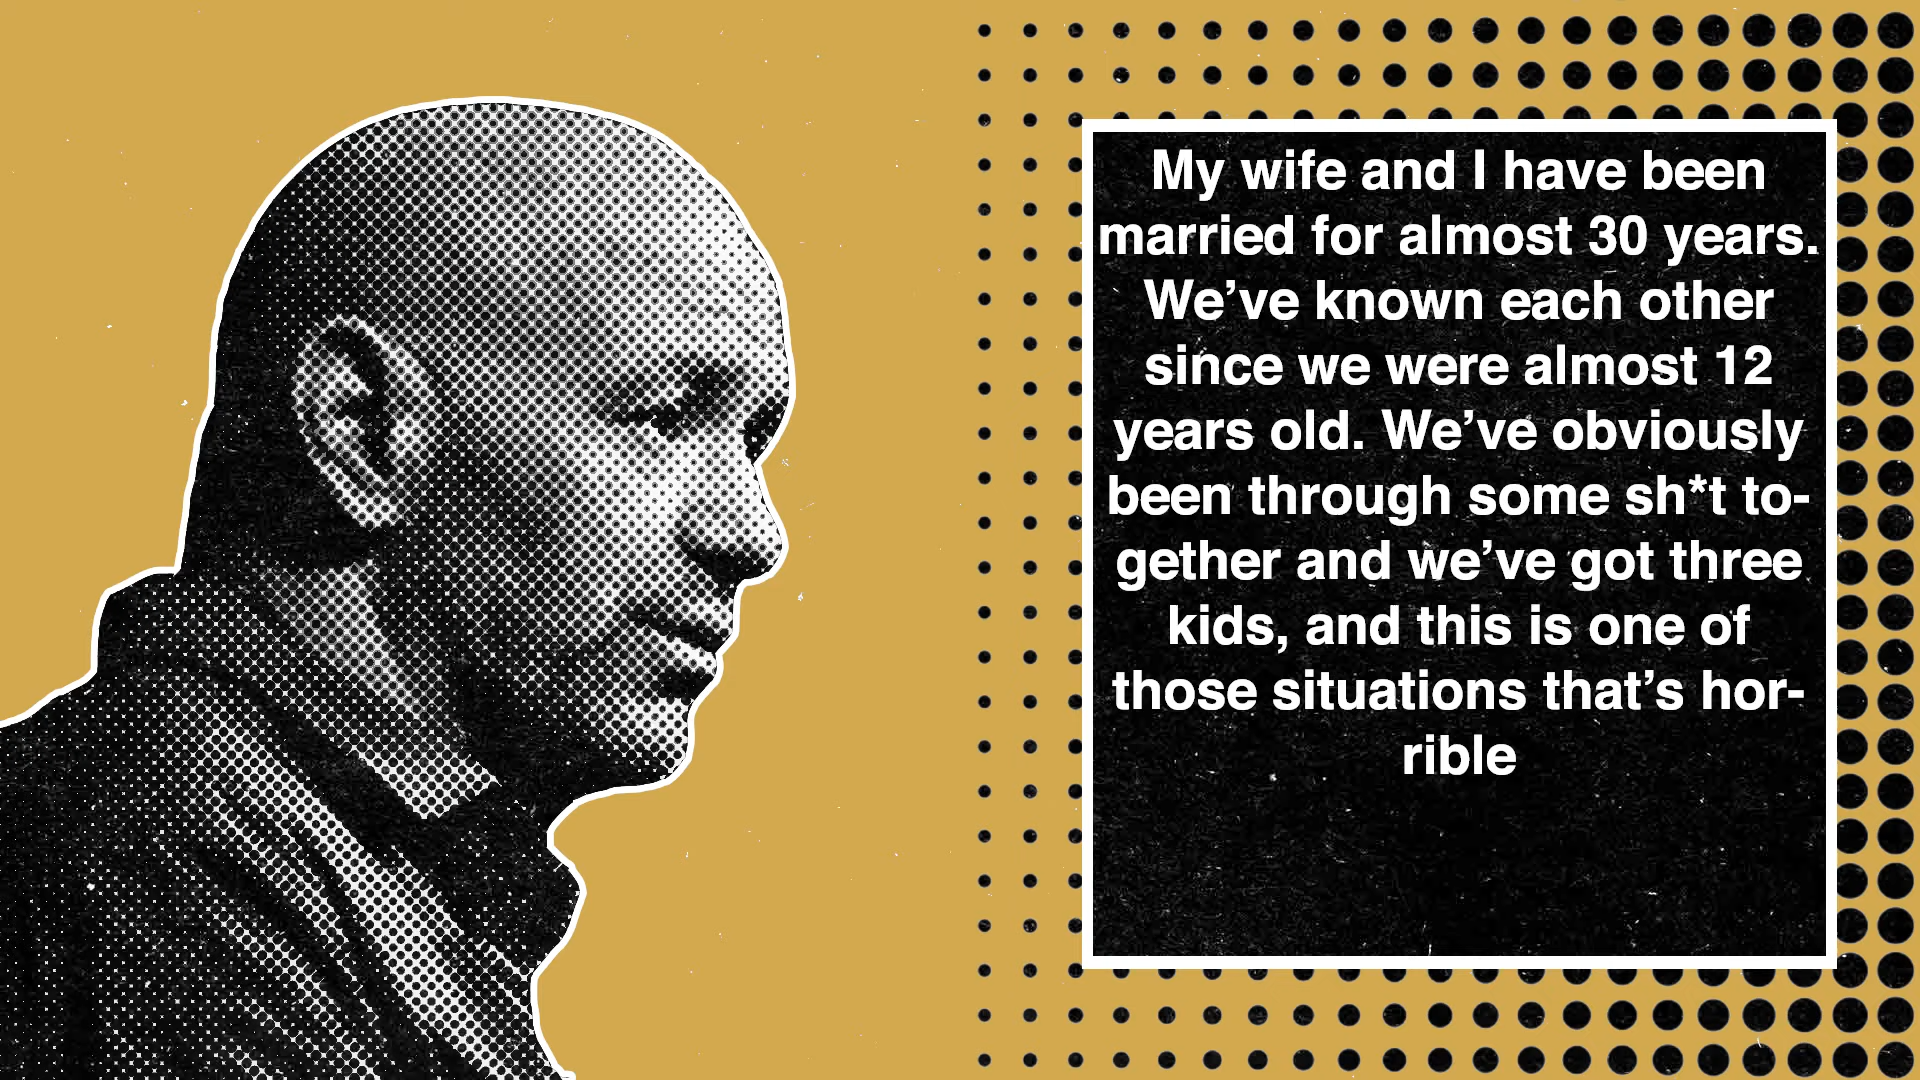 My wife and I have been
married for almost 30 years.
We’ve known each other
since we were almost 12
years old. We’ve obviously
been through some sh*t to-
gether and we’ve got three
kids, and this is one of
those situations that’s hor-
rible